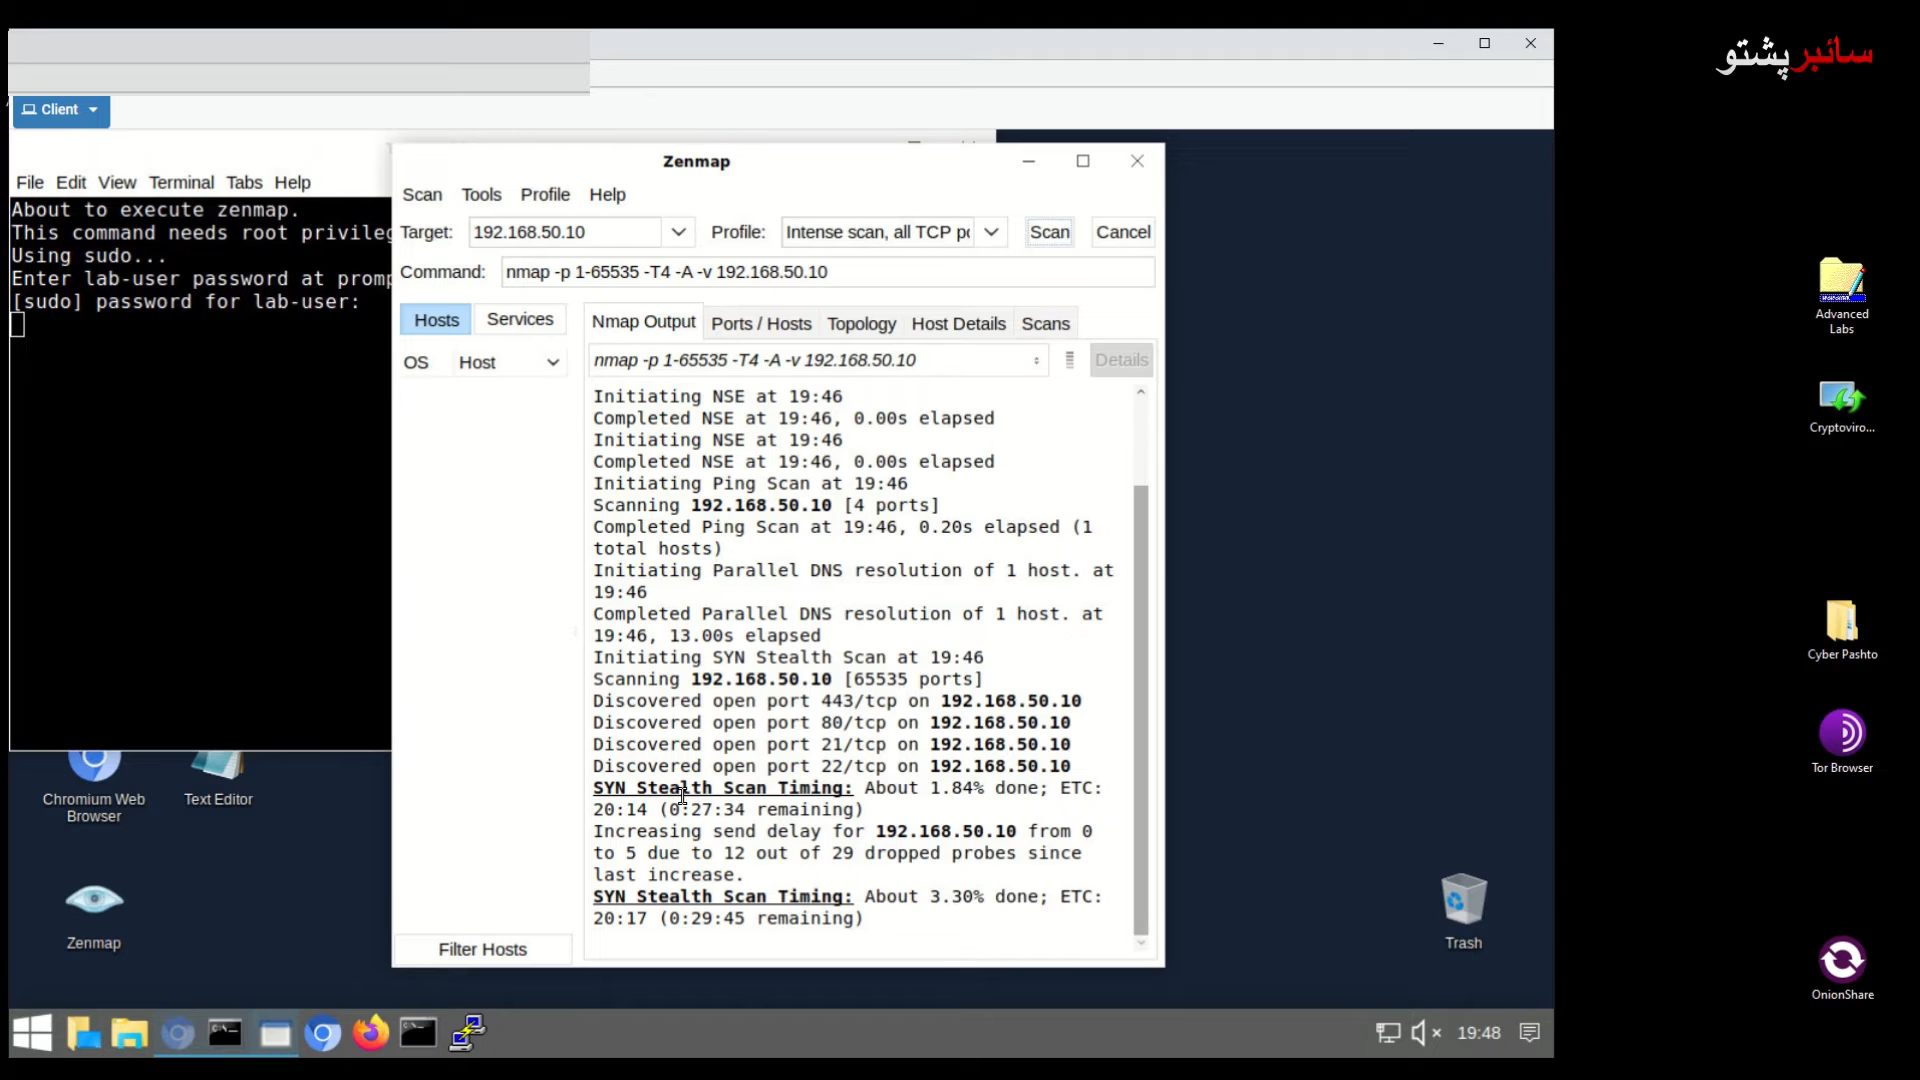 سائبر پشتو
Client
File Edit View Terminal Tabs Help
About to execute zenmap.
This command needs root privileg
Using sudo...
Enter lab-user password at promp
[sudo] password for lab-user:
Zenmap
Scan Tools Profile Help
Target: 192.168.50.10 Profile: Intense scan, all TCP po Scan Cancel
Command: nmap -p 1-65535 -T4 -A -v 192.168.50.10
Hosts Services
OS Host
Nmap Output Ports / Hosts Topology Host Details Scans
nmap -p 1-65535 -T4 -A -v 192.168.50.10 Details
Initiating NSE at 19:46
Completed NSE at 19:46, 0.00s elapsed
Initiating NSE at 19:46
Completed NSE at 19:46, 0.00s elapsed
Initiating Ping Scan at 19:46
Scanning 192.168.50.10 [4 ports]
Completed Ping Scan at 19:46, 0.20s elapsed (1
total hosts)
Initiating Parallel DNS resolution of 1 host. at
19:46
Completed Parallel DNS resolution of 1 host. at
19:46, 13.00s elapsed
Initiating SYN Stealth Scan at 19:46
Scanning 192.168.50.10 [65535 ports]
Discovered open port 443/tcp on 192.168.50.10
Discovered open port 80/tcp on 192.168.50.10
Discovered open port 21/tcp on 192.168.50.10
Discovered open port 22/tcp on 192.168.50.10
SYN Stealth Scan Timing: About 1.84% done; ETC:
20:14 (0:27:34 remaining)
Increasing send delay for 192.168.50.10 from 0
to 5 due to 12 out of 29 dropped probes since
last increase.
SYN Stealth Scan Timing: About 3.30% done; ETC:
20:17 (0:29:45 remaining)
Filter Hosts
Chromium Web
Browser
Text Editor
Zenmap
Trash
19:48
Advanced
Labs
Cryptoviro...
Cyber Pashto
Tor Browser
OnionShare